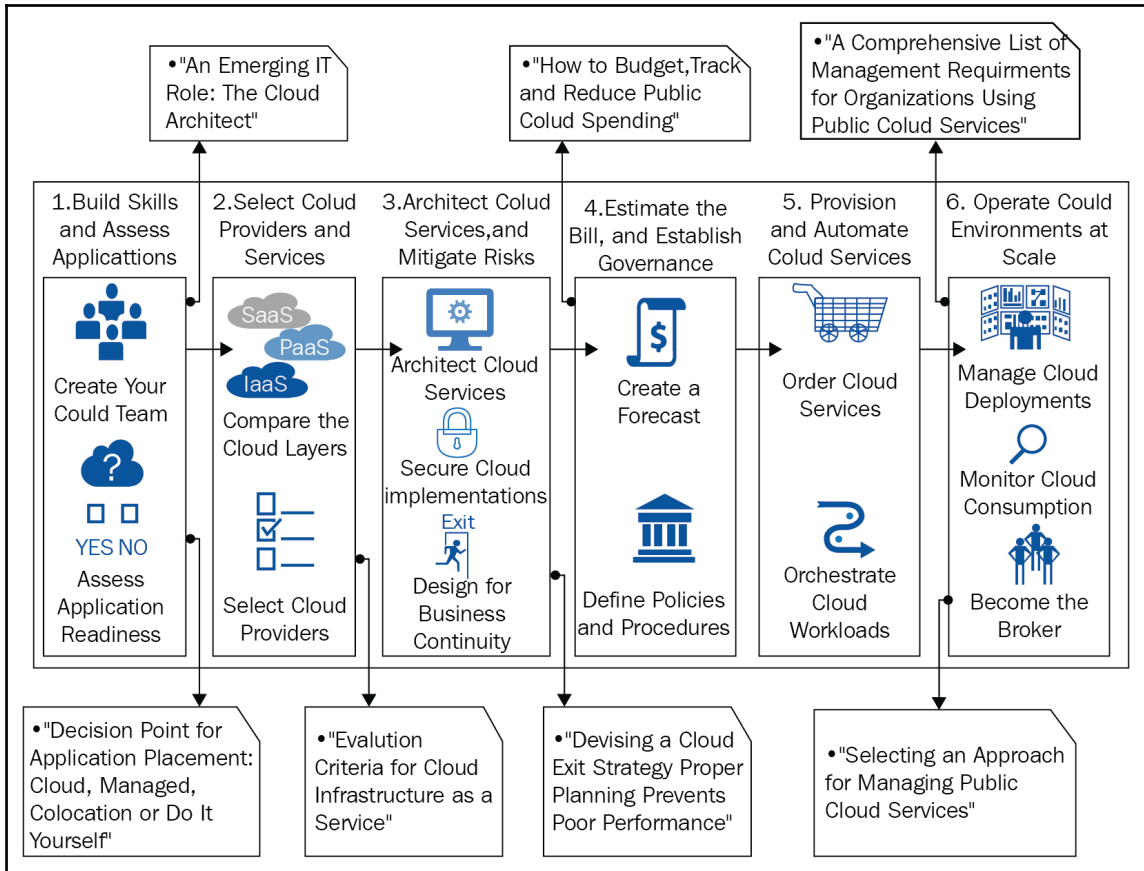 •"An Emerging IT
Role: The Cloud
Architect"
•"How to Budget,Track
and Reduce Public
Colud Spending"
•"A Comprehensive List of
Management Requirments
for Organizations Using
Public Colud Services"
1.Build Skills
and Assess
Applicattions
2.Select Colud
Providers and
Services
3.Architect Colud
Services,and
Mitigate Risks
4.Estimate the
Bill, and Establish
Governance
5. Provision
and Automate
Colud Services
6. Operate Could
Environments at
Scale
Create Your
Could Team
?
YES NO
Assess
Application
Readiness
SaaS
PaaS
IaaS
Compare the
Cloud Layers
Select Cloud
Providers
Architect Cloud
Services
Secure Cloud
implementations
Exit
Design for
Business
Continuity
$
Create a
Forecast
Define Policies
and Procedures
Order Cloud
Services
Orchestrate
Cloud
Workloads
Manage Cloud
Deployments
Monitor Cloud
Consumption
Become the
Broker
•"Decision Point for
Application Placement:
Cloud, Managed,
Colocation or Do It
Yourself"
•"Evalution
Criteria for Cloud
Infrastructure as a
Service"
•"Devising a Cloud
Exit Strategy Proper
Planning Prevents
Poor Performance"
•"Selecting an Approach
for Managing Public
Cloud Services"